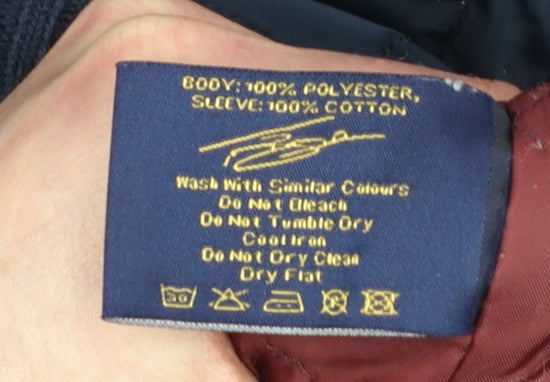 BODY: 100% POLYESTER,
SLEEVE: 100% COTTON
Wash With Similar Colours
Do Not Bleach
Do Not Tumble Dry
Cool Iron
Do Not Dry Clean
Dry Flat
30